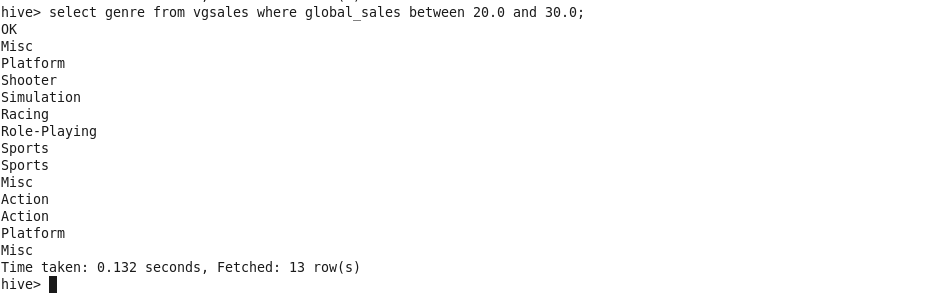 hive> select genre from vgsales where global_sales between 20.0 and 30.0;
OK
Misc
Platform
Shooter
Simulation
Racing
Role-Playing
Sports
Sports
Misc
Action
Action
Platform
Misc
Time taken: 0.132 seconds, Fetched: 13 row(s)
hive>